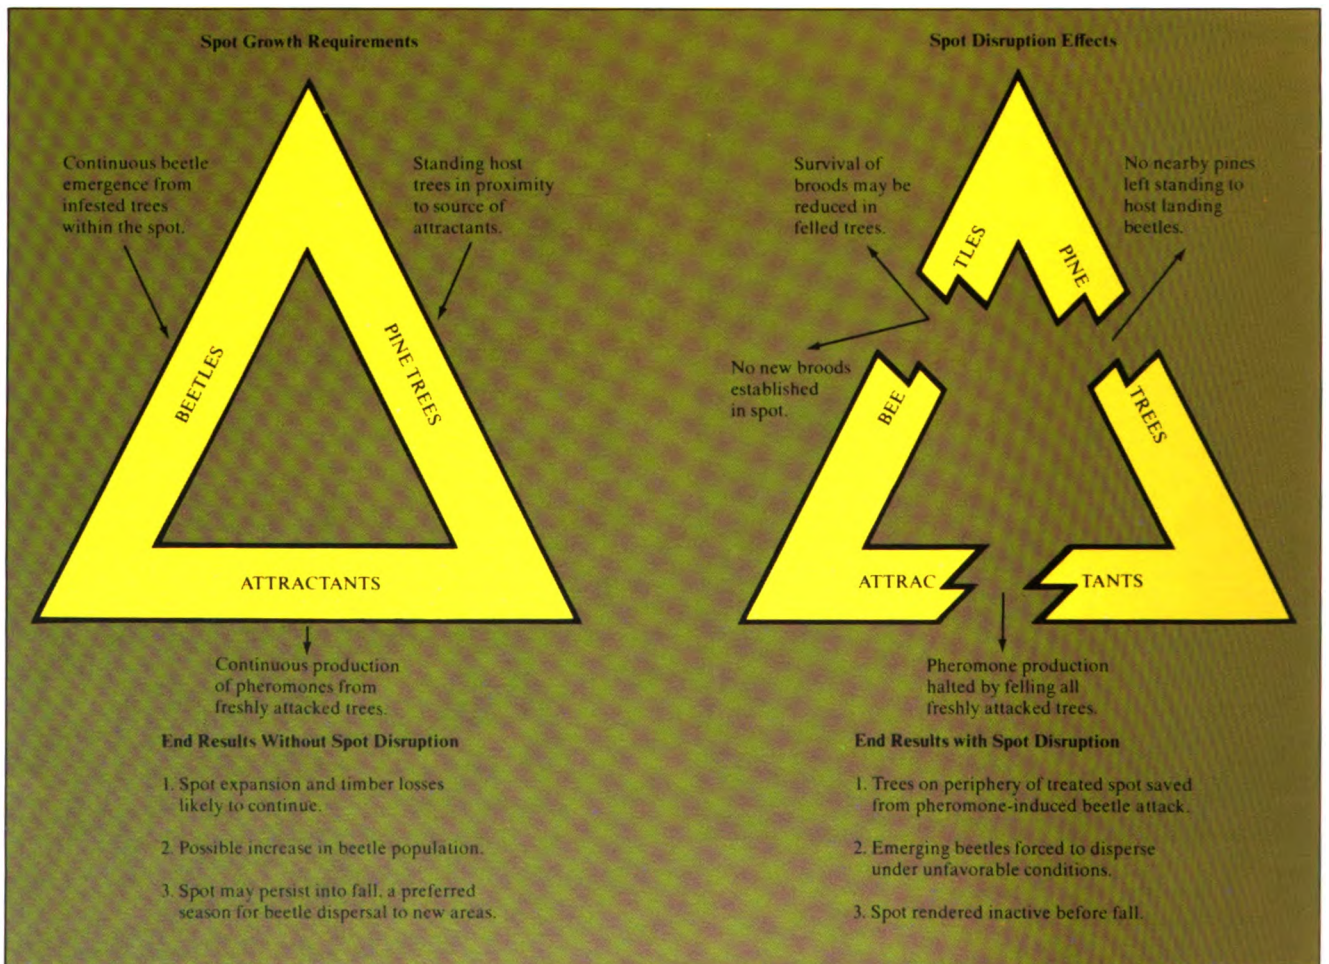 Spot Growth Requirements
Continuous beetle
emergence from
infested trees
within the spot.
Standing host
trees in proximity
to source of
attractants.
BEETLES
PINE TREES
ATTRACTANTS
Continuous production
of pheromones from
freshly attacked trees.
End Results Without Spot Disruption
1. Spot expansion and timber losses
likely to continue.
2. Possible increase in beetle population.
3. Spot may persist into fall, a preferred
season for beetle dispersal to new areas.
Spot Disruption Effects
Survival of
broods may be
reduced in
felled trees.
No nearby pines
left standing to
host landing
beetles.
TLES
PINE
No new broods
established
in spot.
BEE
TREES
ATTRAC
TANTS
Pheromone production
halted by felling all
freshly attacked trees.
End Results with Spot Disruption
1. Trees on periphery of treated spot saved
from pheromone-induced beetle attack.
2. Emerging beetles forced to disperse
under unfavorable conditions.
3. Spot rendered inactive before fall.